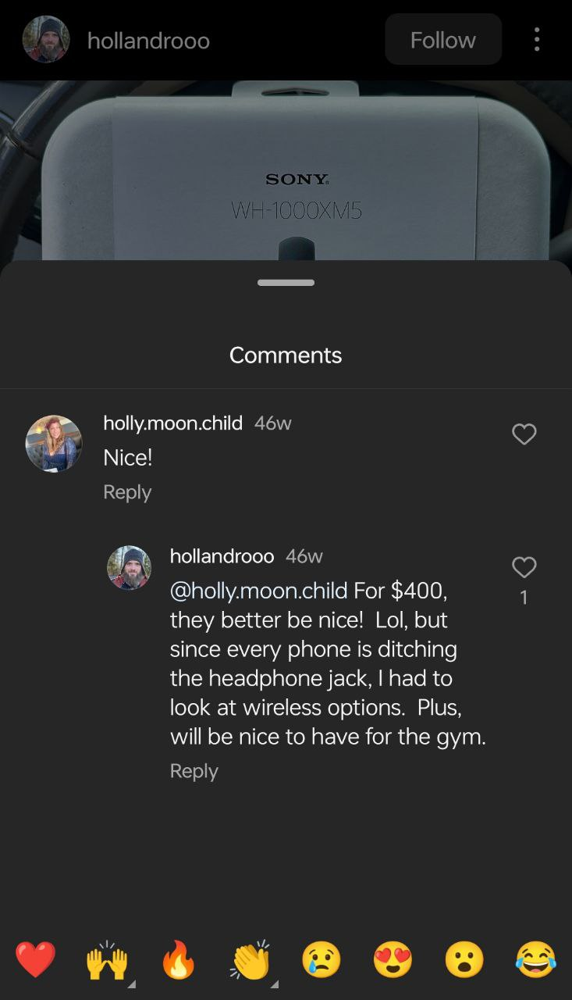 hollandrooo
Follow
SONY
WH-1000XM5
Comments
holly.moon.child 46w
Nice!
Reply
hollandrooo 46w
1
@holly.moon.child For $400,
they better be nice!  Lol, but
since every phone is ditching
the headphone jack, I had to
look at wireless options.  Plus,
will be nice to have for the gym.
Reply